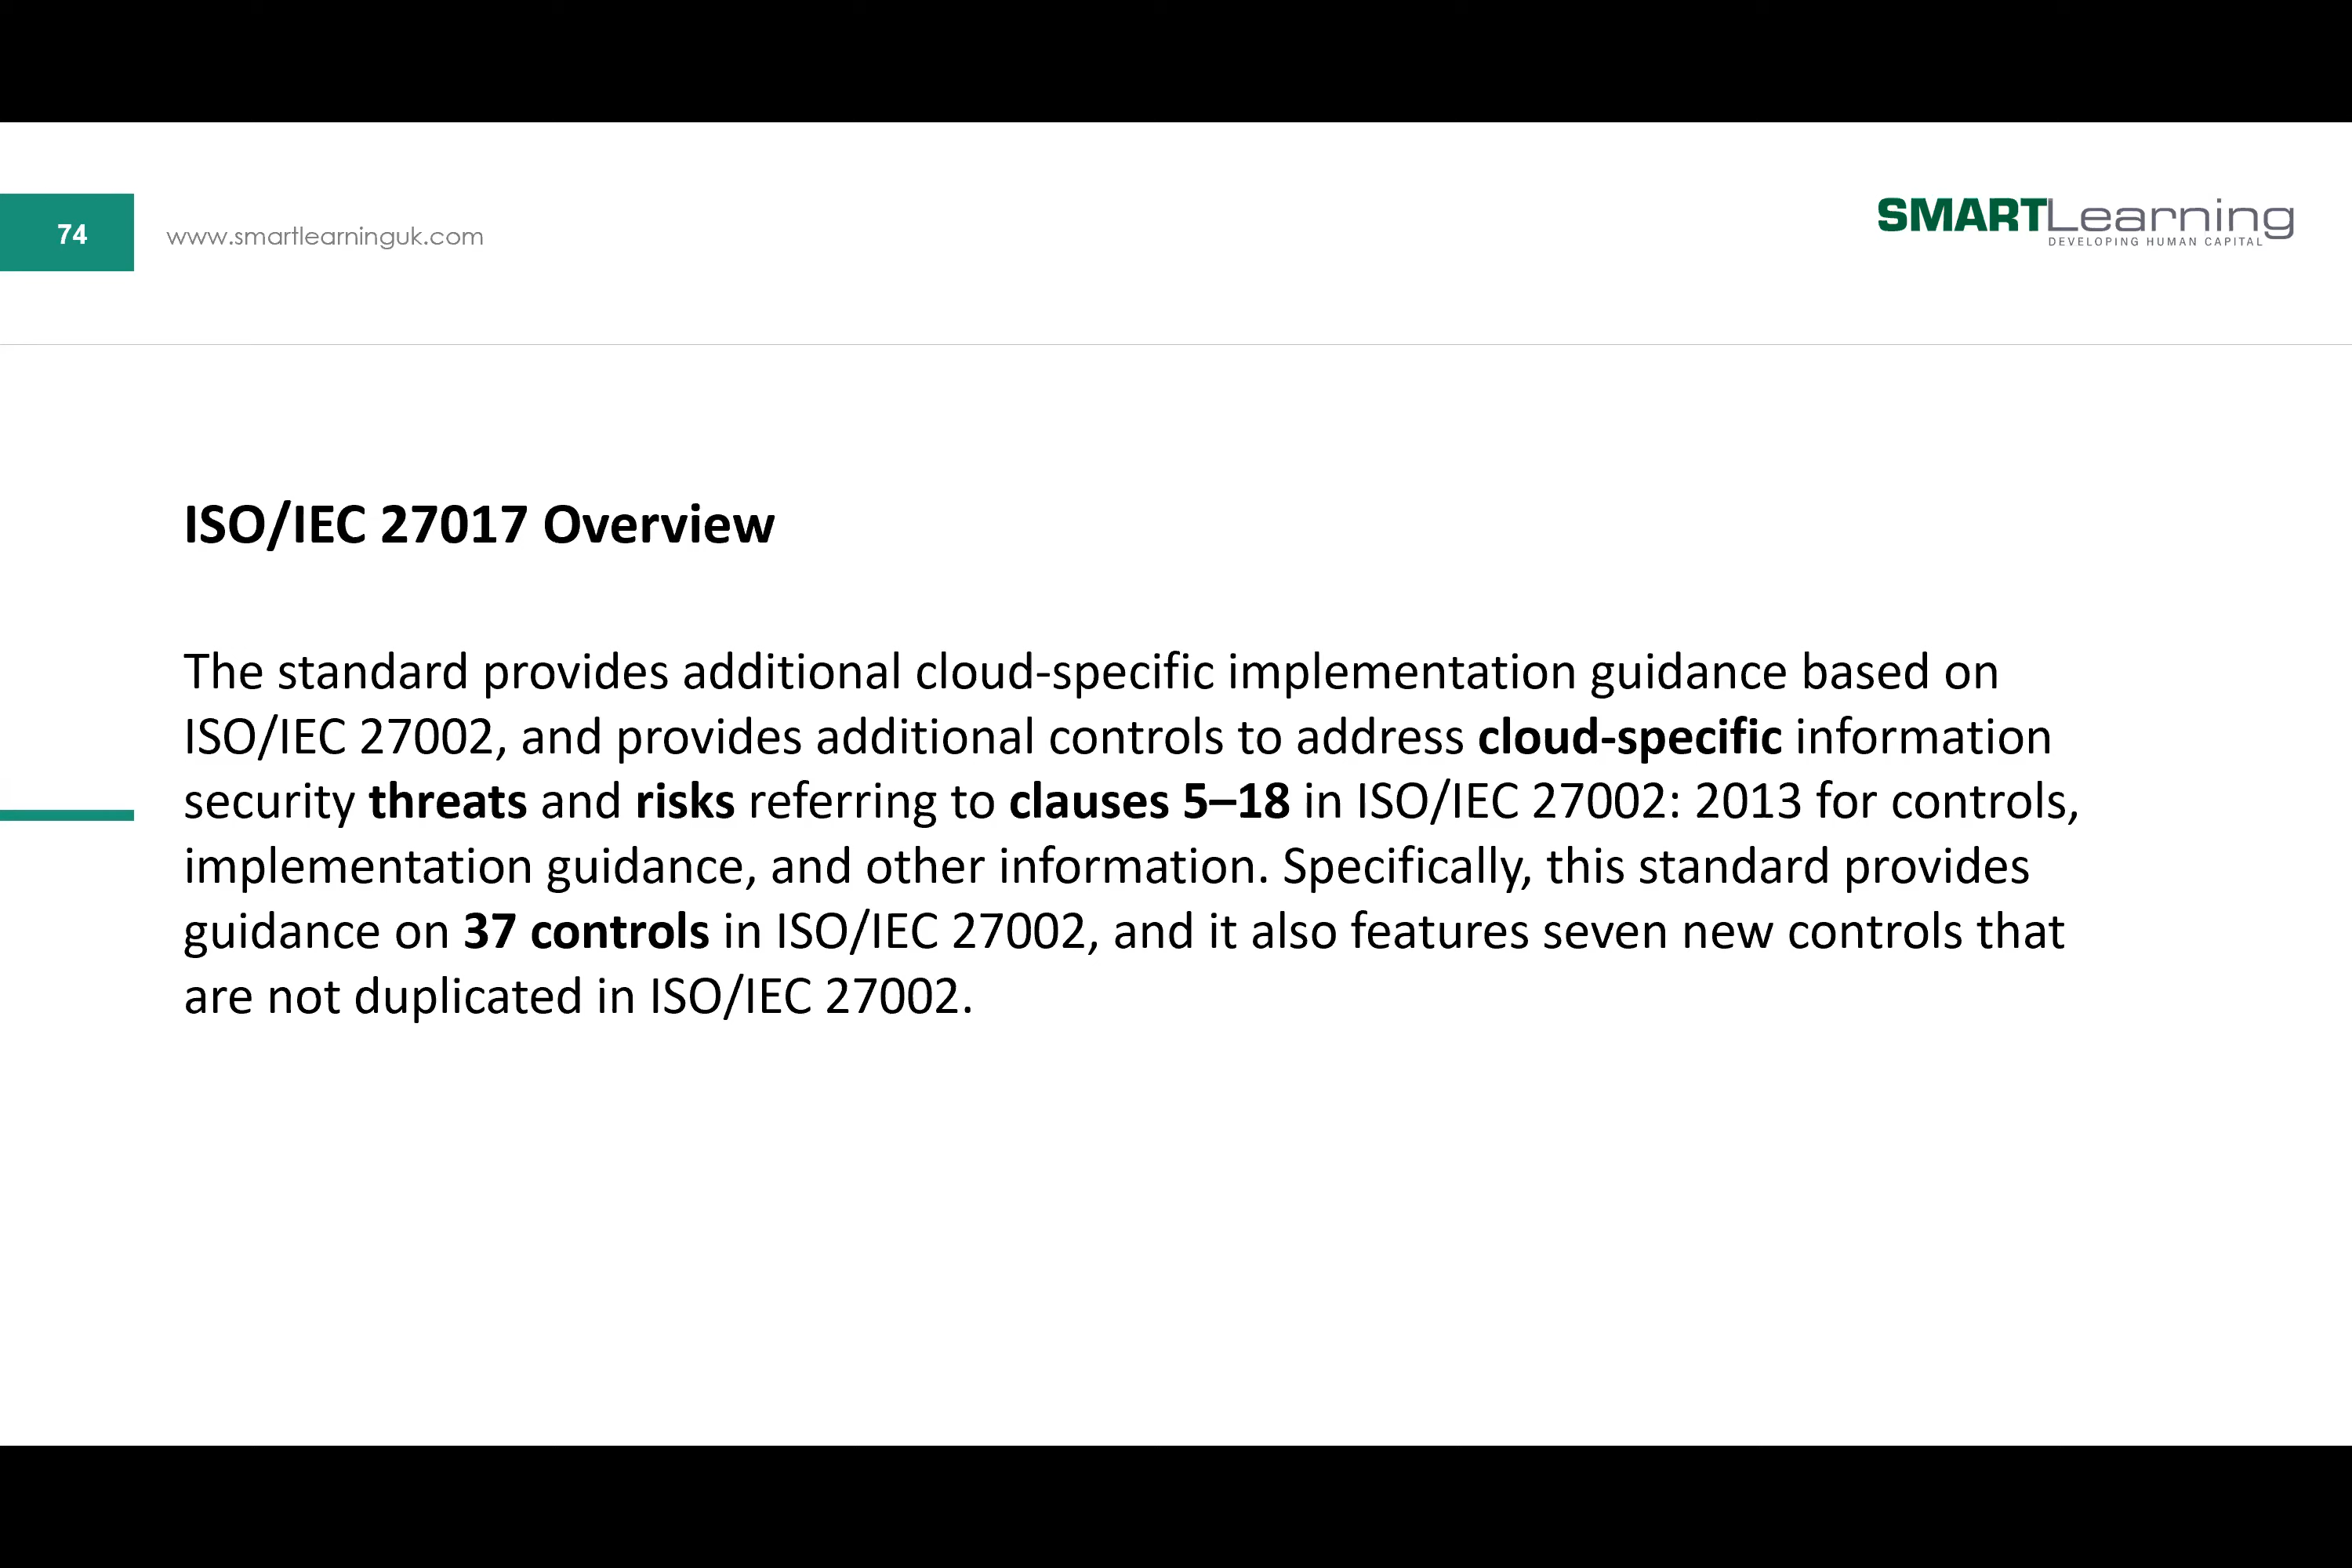 74
www.smartlearninguk.com
SMARTLearning
DEVELOPING HUMAN CAPITAL
ISO/IEC 27017 Overview
The standard provides additional cloud-specific implementation guidance based on
ISO/IEC 27002, and provides additional controls to address cloud-specific information
security threats and risks referring to clauses 5–18 in ISO/IEC 27002: 2013 for controls,
implementation guidance, and other information. Specifically, this standard provides
guidance on 37 controls in ISO/IEC 27002, and it also features seven new controls that
are not duplicated in ISO/IEC 27002.